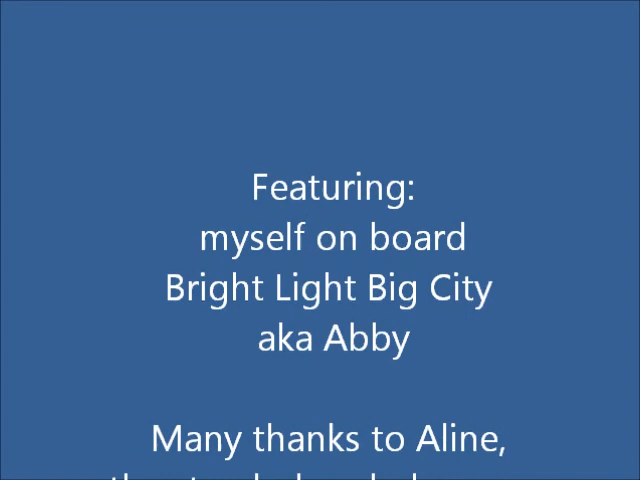 Featuring:
myself on board
Bright Light Big City
aka Abby
Many thanks to Aline,